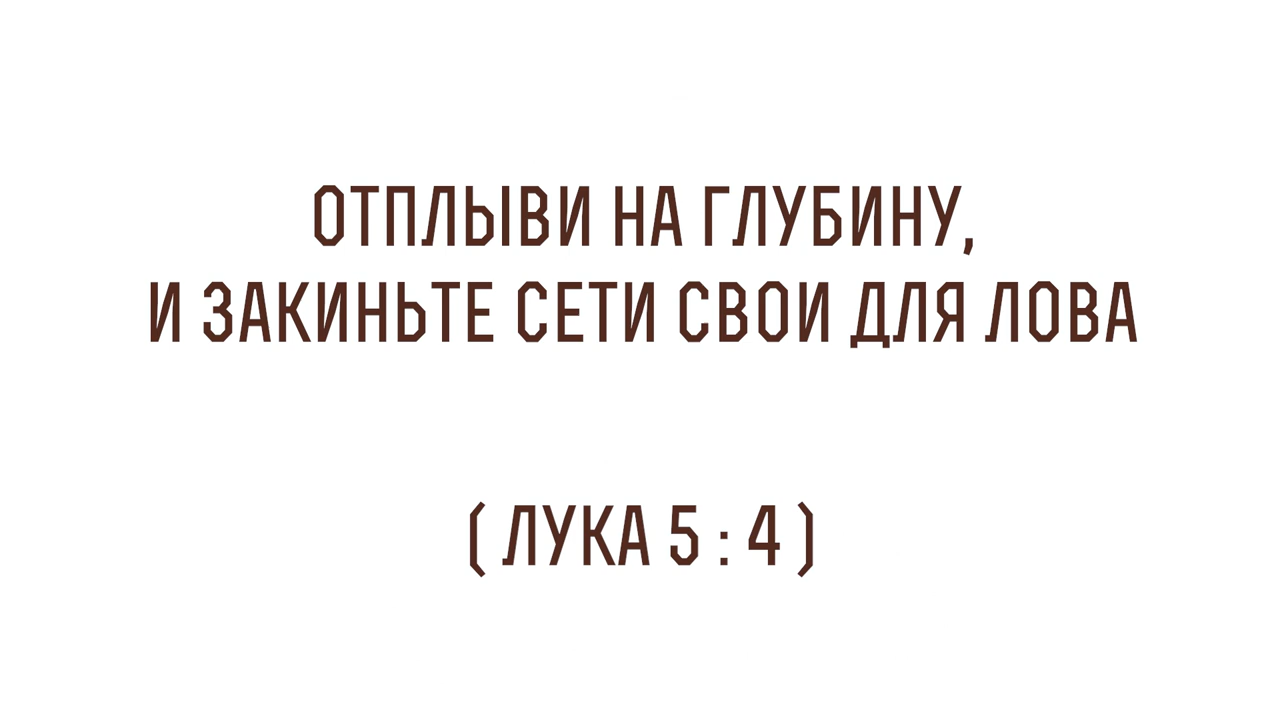 ОТПЛЫВИ НА ГЛУБИНУ,
И ЗАКИНЬТЕ СЕТИ СВОИ ДЛЯ ЛОВА
( ЛУКА 5 : 4 )